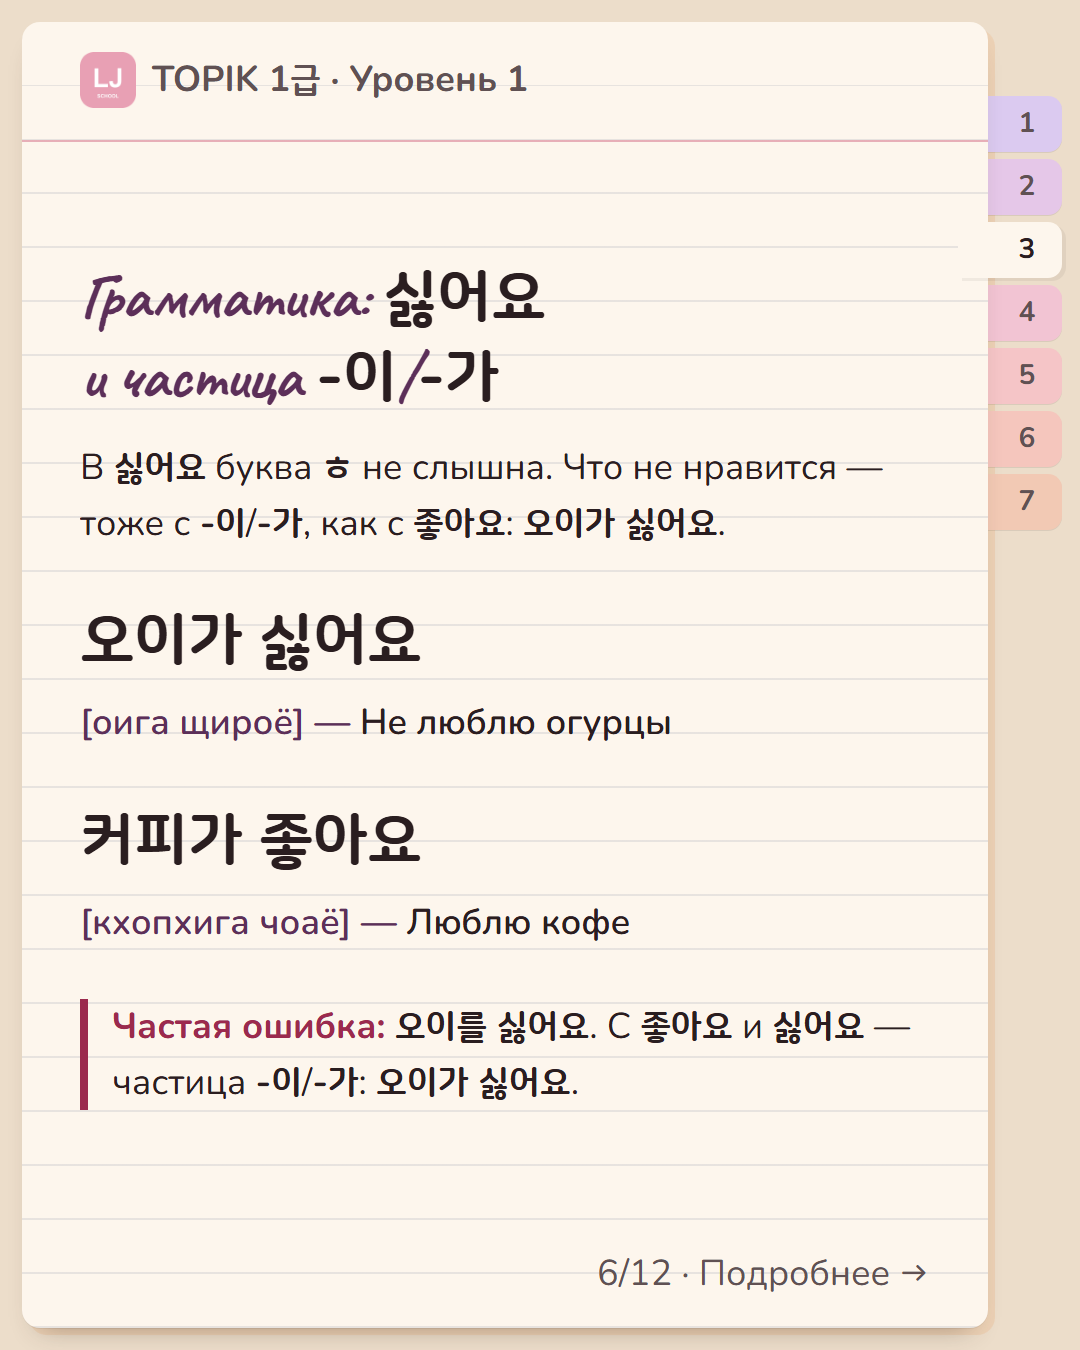 LJ
SCHOOL
TOPIK 1급 · Уровень 1
1
2
3
4
5
6
7
Грамматика: 싫어요
и частица -이/-가
В 싫어요 буква ㅎ не слышна. Что не нравится —
тоже с -이/-가, как с 좋아요: 오이가 싫어요.
오이가 싫어요
[оига щироё] — Не люблю огурцы
커피가 좋아요
[кхопхига чоаё] — Люблю кофе
Частая ошибка: 오이를 싫어요. С 좋아요 и 싫어요 —
частица -이/-가: 오이가 싫어요.
6/12 · Подробнее →